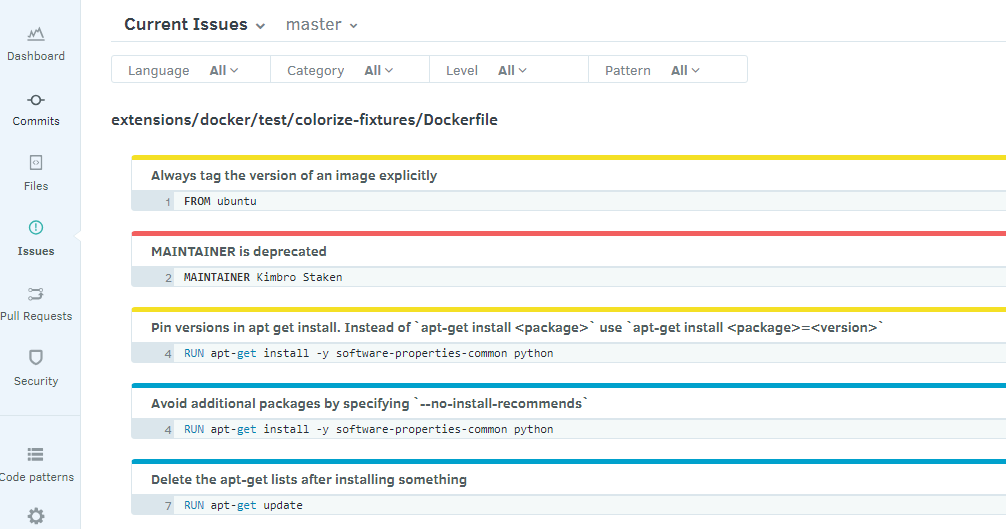 Current Issues master
Language All Category All Level All Pattern All
Dashboard
Commits
Files
Issues
Pull Requests
Security
Code patterns
extensions/docker/test/colorize-fixtures/Dockerfile
Always tag the version of an image explicitly
1 FROM ubuntu
MAINTAINER is deprecated
2 MAINTAINER Kimbro Staken
Pin versions in apt get install. Instead of `apt-get install <package>` use `apt-get install <package>=<version>`
4 RUN apt-get install -y software-properties-common python
Avoid additional packages by specifying `--no-install-recommends`
4 RUN apt-get install -y software-properties-common python
Delete the apt-get lists after installing something
7 RUN apt-get update